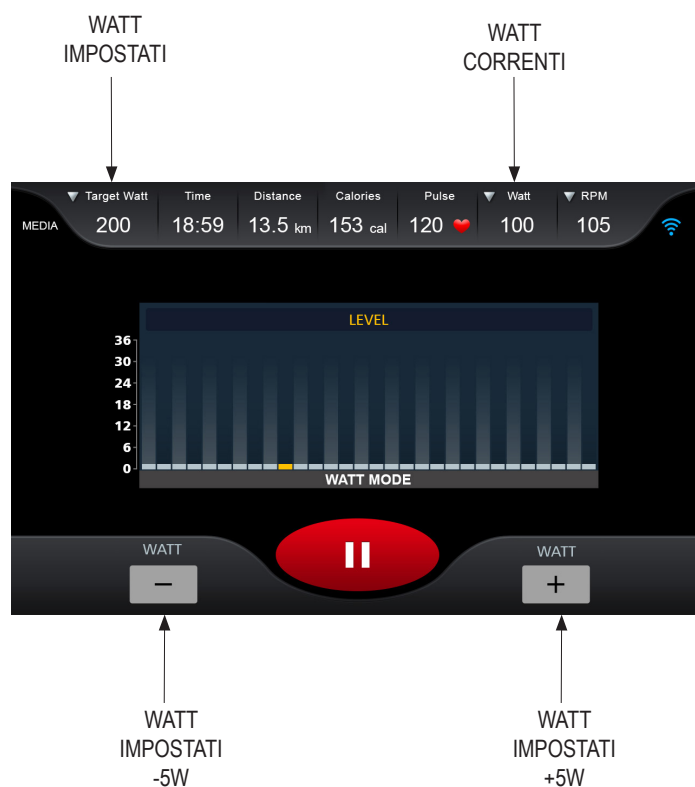 WATT
IMPOSTATI
WATT
CORRENTI
Target Watt Time Distance Calories Pulse Watt RPM
MEDIA 200 18:59 13.5 km 153 cal 120 100 105
LEVEL
36
30
24
18
12
6
0
WATT MODE
WATT WATT
− +
WATT
IMPOSTATI
-5W
WATT
IMPOSTATI
+5W